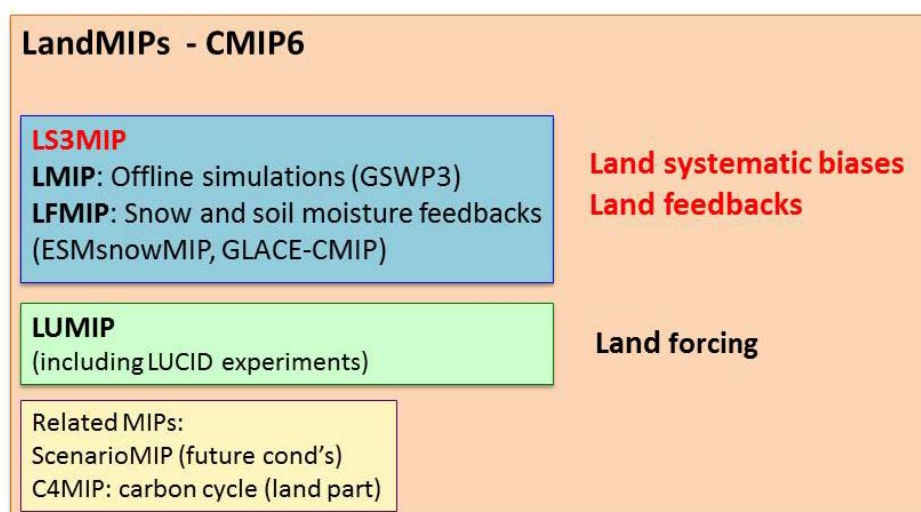 LandMIPs - CMIP6
LS3MIP
LMIP: Offline simulations (GSWP3)
LFMIP: Snow and soil moisture feedbacks
(ESMsnowMIP, GLACE-CMIP)
Land systematic biases
Land feedbacks
LUMIP
(including LUCID experiments)
Land forcing
Related MIPs:
ScenarioMIP (future cond's)
C4MIP: carbon cycle (land part)